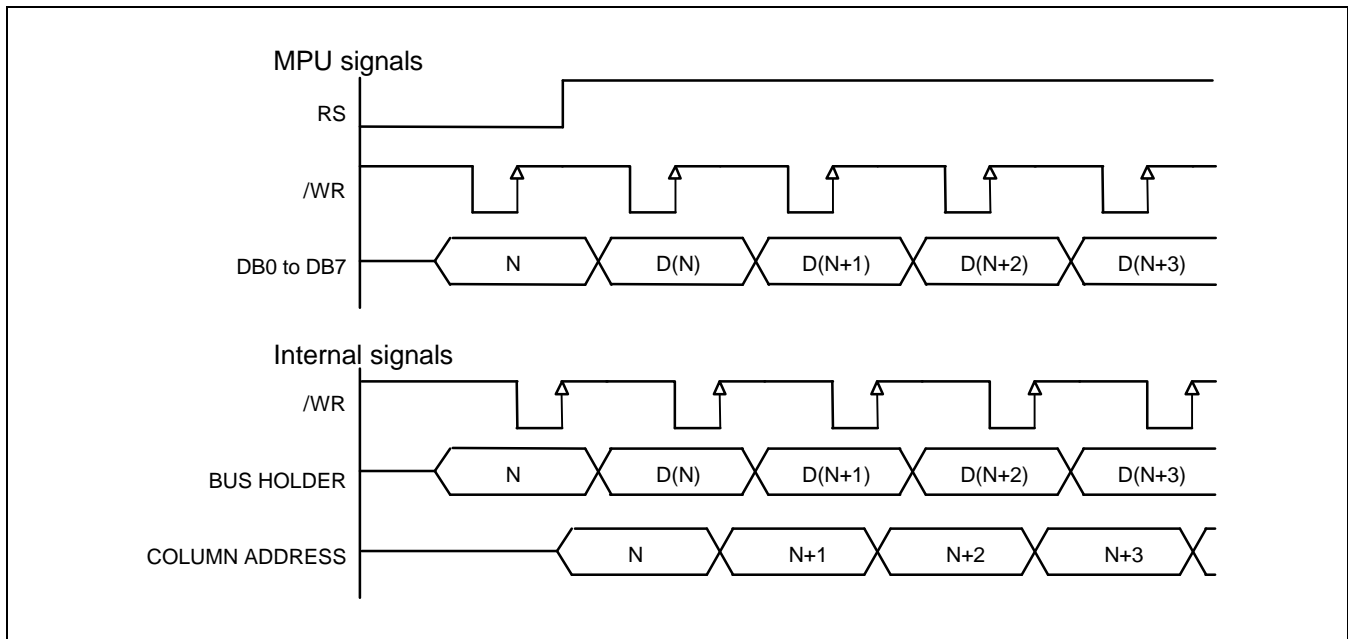 MPU signals
RS
/WR
DB0 to DB7 N D(N) D(N+1) D(N+2) D(N+3)
Internal signals
/WR
BUS HOLDER N D(N) D(N+1) D(N+2) D(N+3)
COLUMN ADDRESS N N+1 N+2 N+3